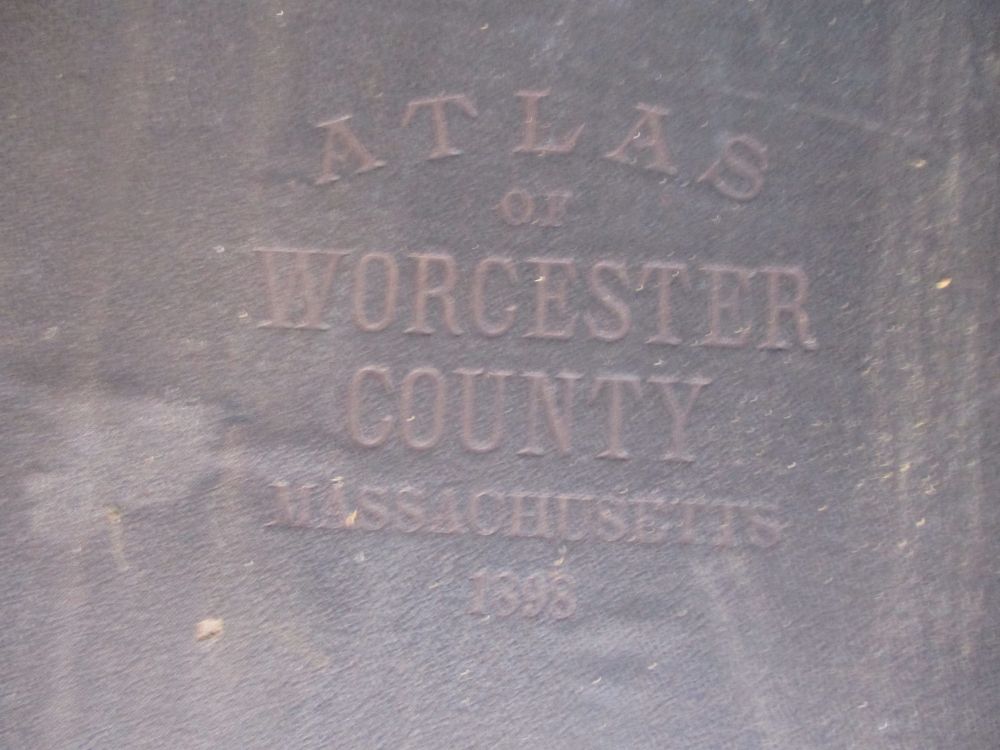 ATLAS
OF
WORCESTER
COUNTY
MASSACHUSETTS
1898